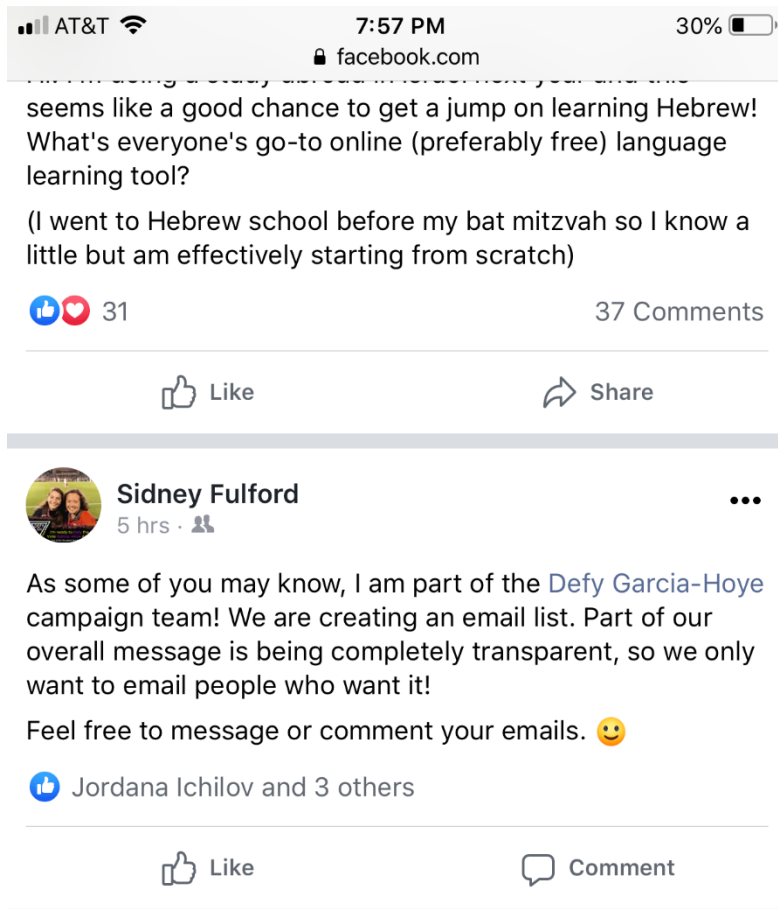 AT&T
7:57 PM
30%
facebook.com
seems like a good chance to get a jump on learning Hebrew!
What's everyone's go-to online (preferably free) language
learning tool?
(I went to Hebrew school before my bat mitzvah so I know a
little but am effectively starting from scratch)
31
37 Comments
Like
Share
Sidney Fulford
5 hrs ·
As some of you may know, I am part of the Defy Garcia-Hoye
campaign team! We are creating an email list. Part of our
overall message is being completely transparent, so we only
want to email people who want it!
Feel free to message or comment your emails. 🙂
Jordana Ichilov and 3 others
Like
Comment